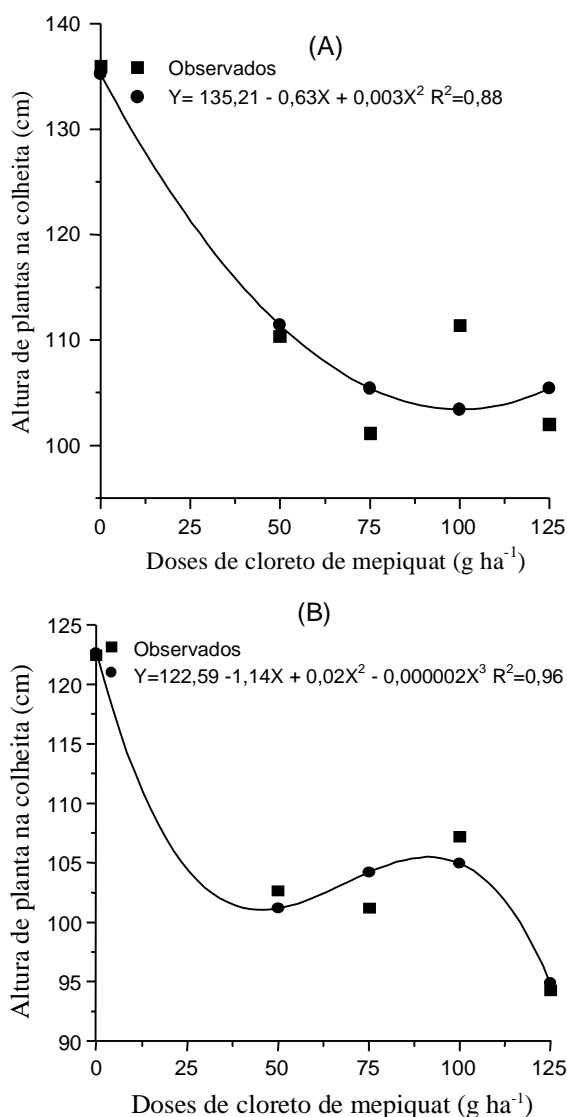 (A)
■ Observados
● Y= 135,21 - 0,63X + 0,003X² R²=0,88
Altura de plantas na colheita (cm)
140
130
120
110
100
0 25 50 75 100 125
Doses de cloreto de mepiquat (g ha⁻¹)
(B)
■ Observados
● Y=122,59 -1,14X + 0,02X² - 0,000002X³ R²=0,96
Altura de planta na colheita (cm)
125
120
115
110
105
100
95
90
0 25 50 75 100 125
Doses de cloreto de mepiquat (g ha⁻¹)